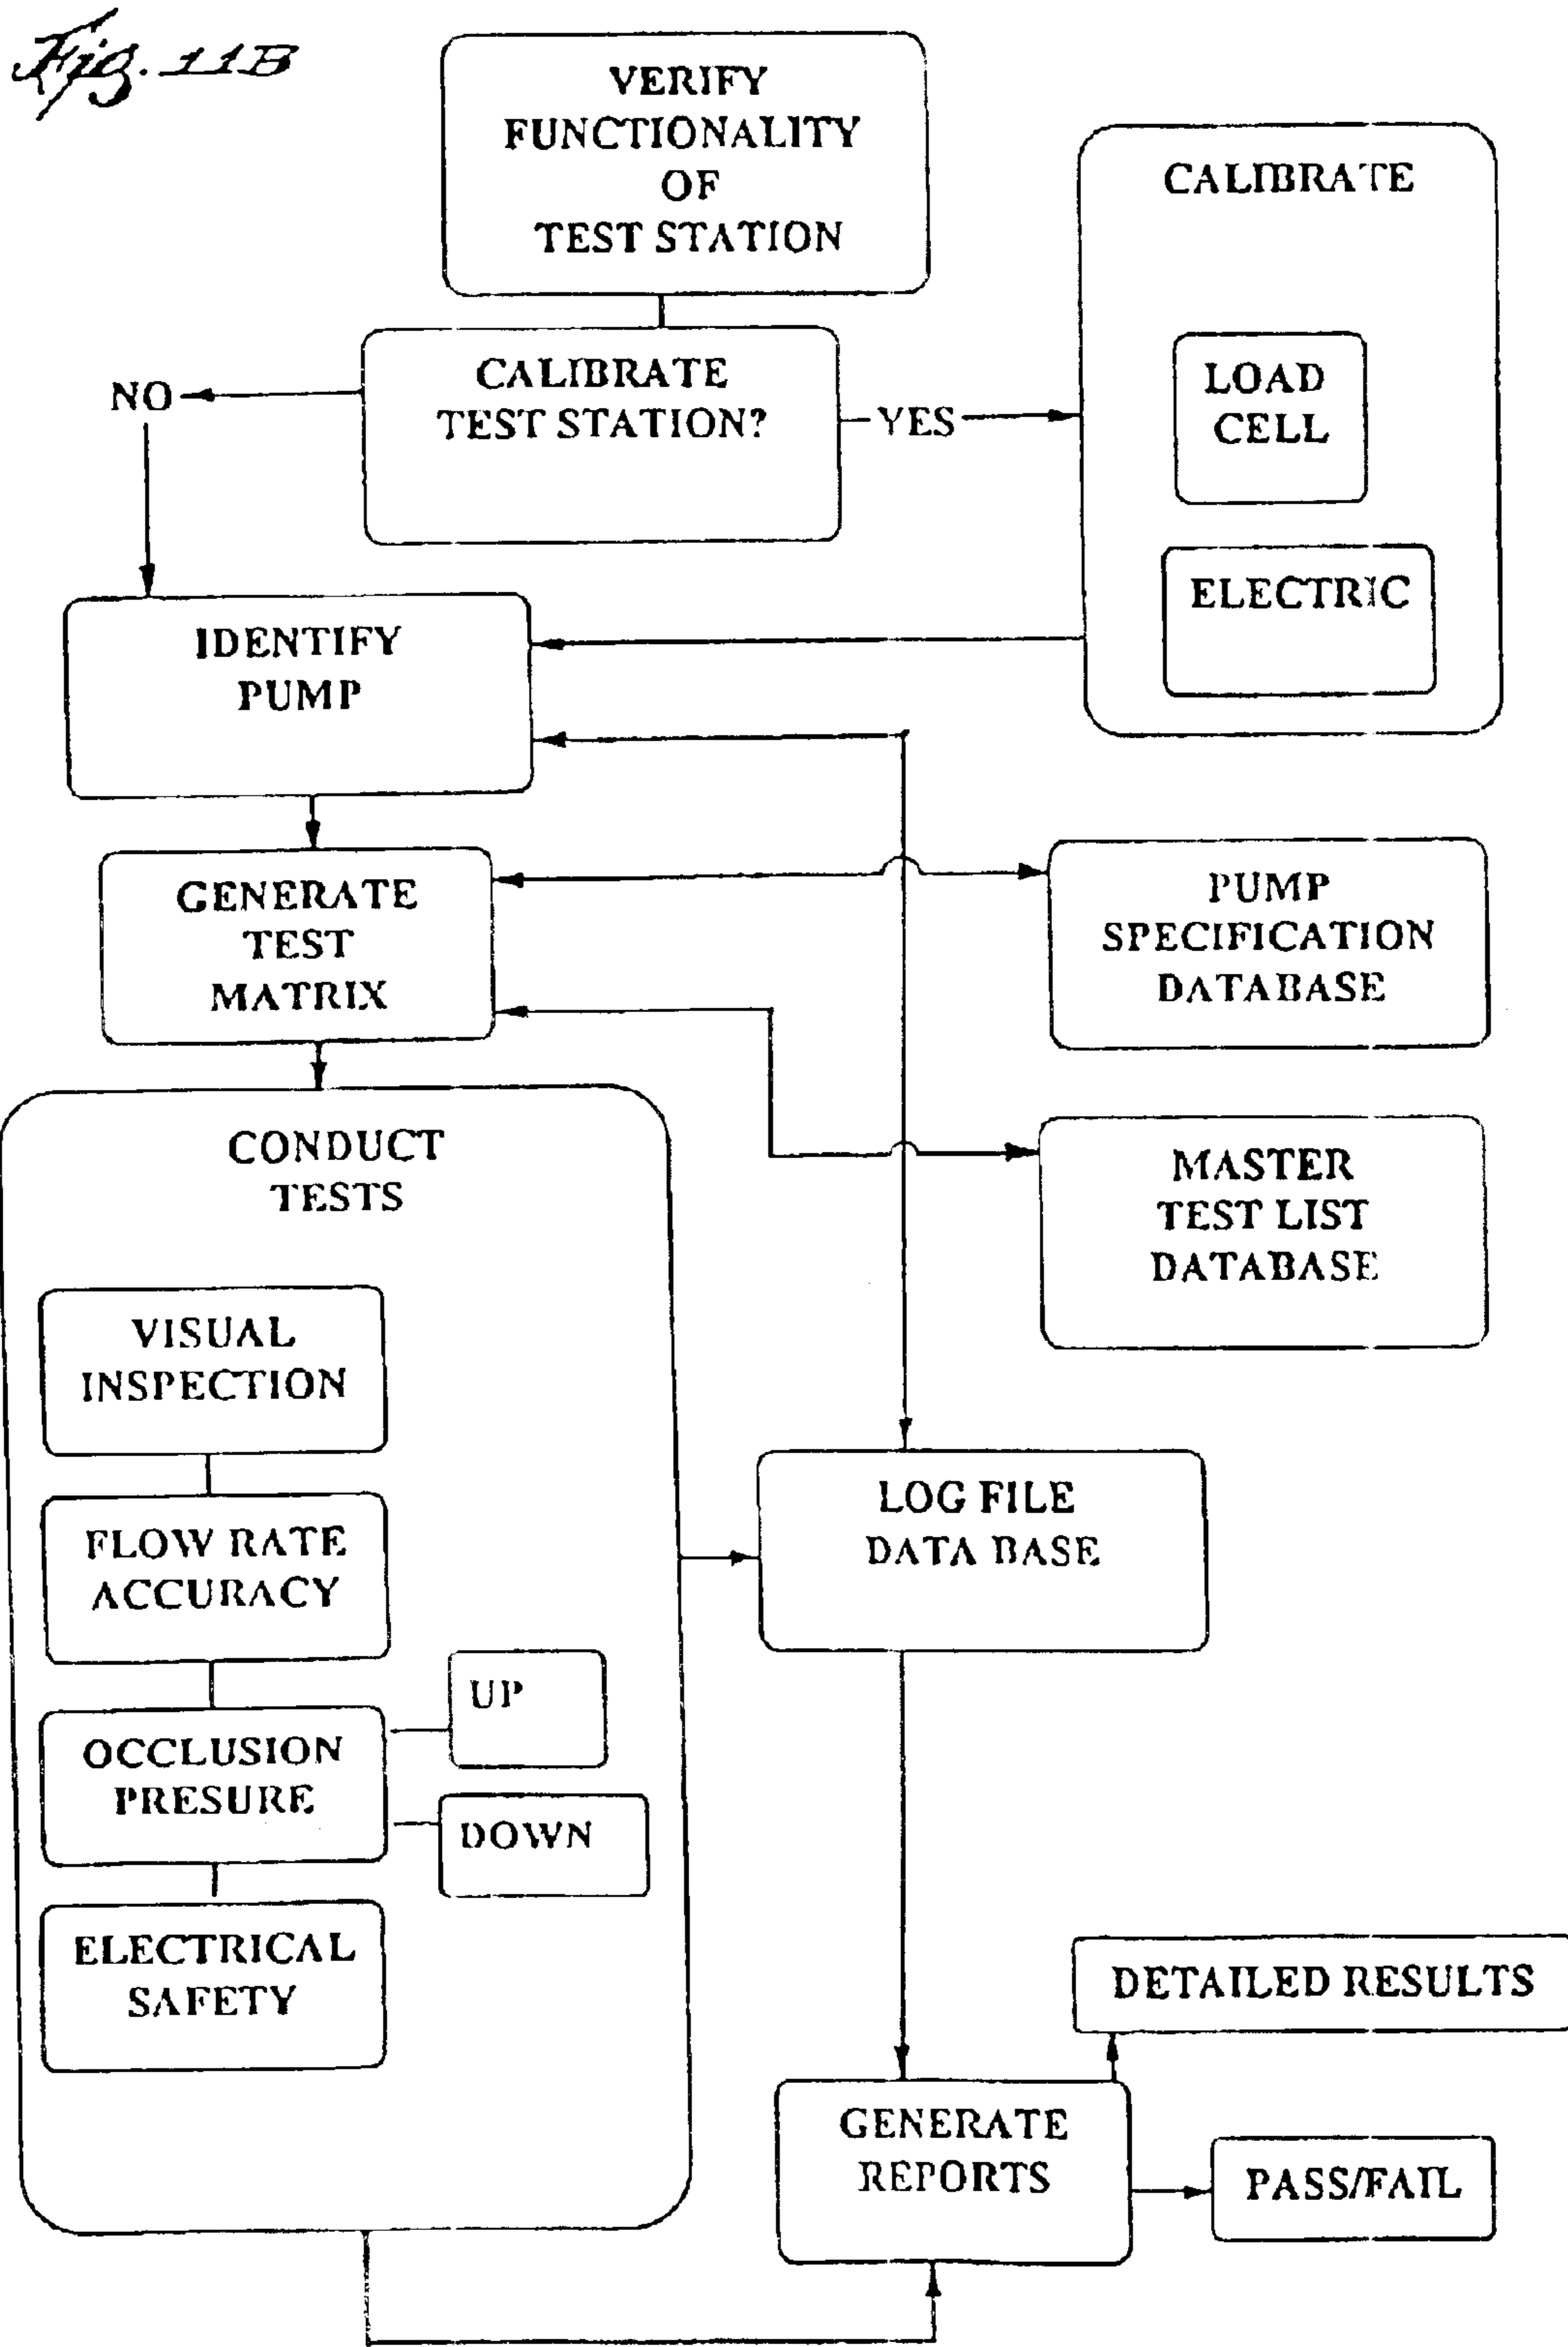 Fig. 11B
VERIFY
FUNCTIONALITY
OF
TEST STATION
CALIBRATE
LOAD
CELL
ELECTRIC
CALIBRATE
TEST STATION?
NO
YES
IDENTIFY
PUMP
GENERATE
TEST
MATRIX
PUMP
SPECIFICATION
DATABASE
MASTER
TEST LIST
DATABASE
CONDUCT
TESTS
VISUAL
INSPECTION
FLOW RATE
ACCURACY
OCCLUSION
PRESURE
UP
DOWN
ELECTRICAL
SAFETY
LOG FILE
DATA BASE
GENERATE
REPORTS
DETAILED RESULTS
PASS/FAIL